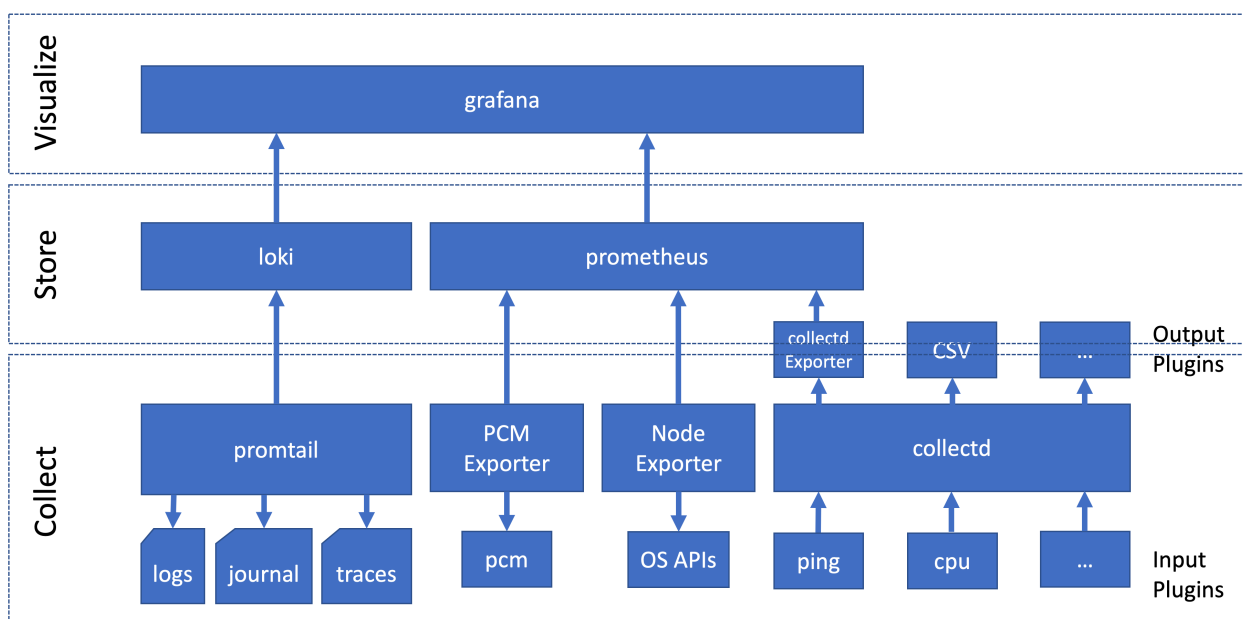 Visualize
grafana
Store
loki
prometheus
collectd
Exporter
CSV
...
Output
Plugins
Collect
promtail
PCM
Exporter
Node
Exporter
collectd
logs
journal
traces
pcm
OS APIs
ping
cpu
...
Input
Plugins